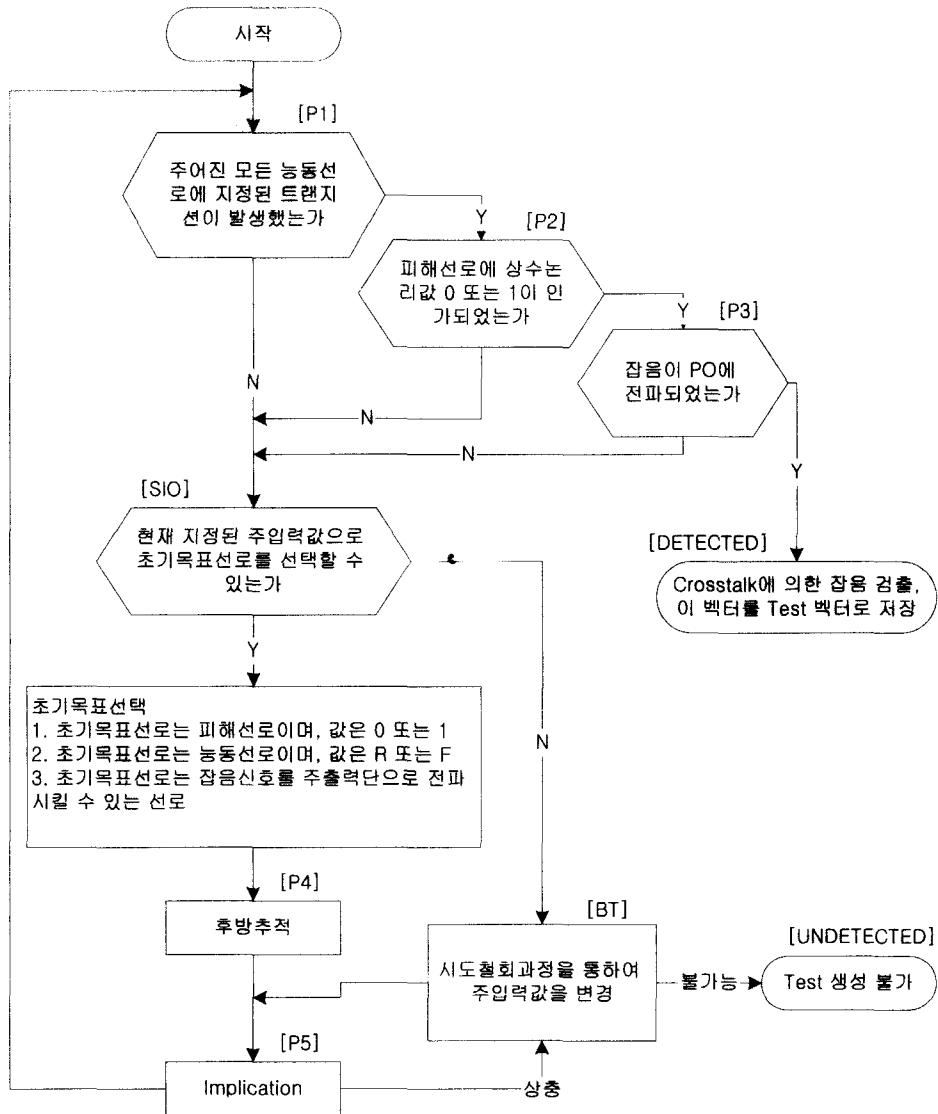 시작
[P1]
주어진 모든 능동선
로에 지정된 트랜지
션이 발생했는가
Y
[P2]
피해선로에 상수논
리값 0 또는 1이 인
가되었는가
Y
[P3]
잡음이 PO에
전파되었는가
N
N
N
Y
[SIO]
현재 지정된 주입력값으로
초기목표선로를 선택할 수
있는가
[DETECTED]
Crosstalk에 의한 잡음 검출,
이 벡터를 Test 벡터로 저장
Y
N
초기목표선택
1. 초기목표선로는 피해선로이며, 값은 0 또는 1
2. 초기목표선로는 능동선로이며, 값은 R 또는 F
3. 초기목표선로는 잡음신호를 주출력단으로 전파
시킬 수 있는 선로
[P4]
후방추적
[BT]
시도철회과정을 통하여
주입력값을 변경
불가능
[UNDETECTED]
Test 생성 불가
[P5]
Implication
상충